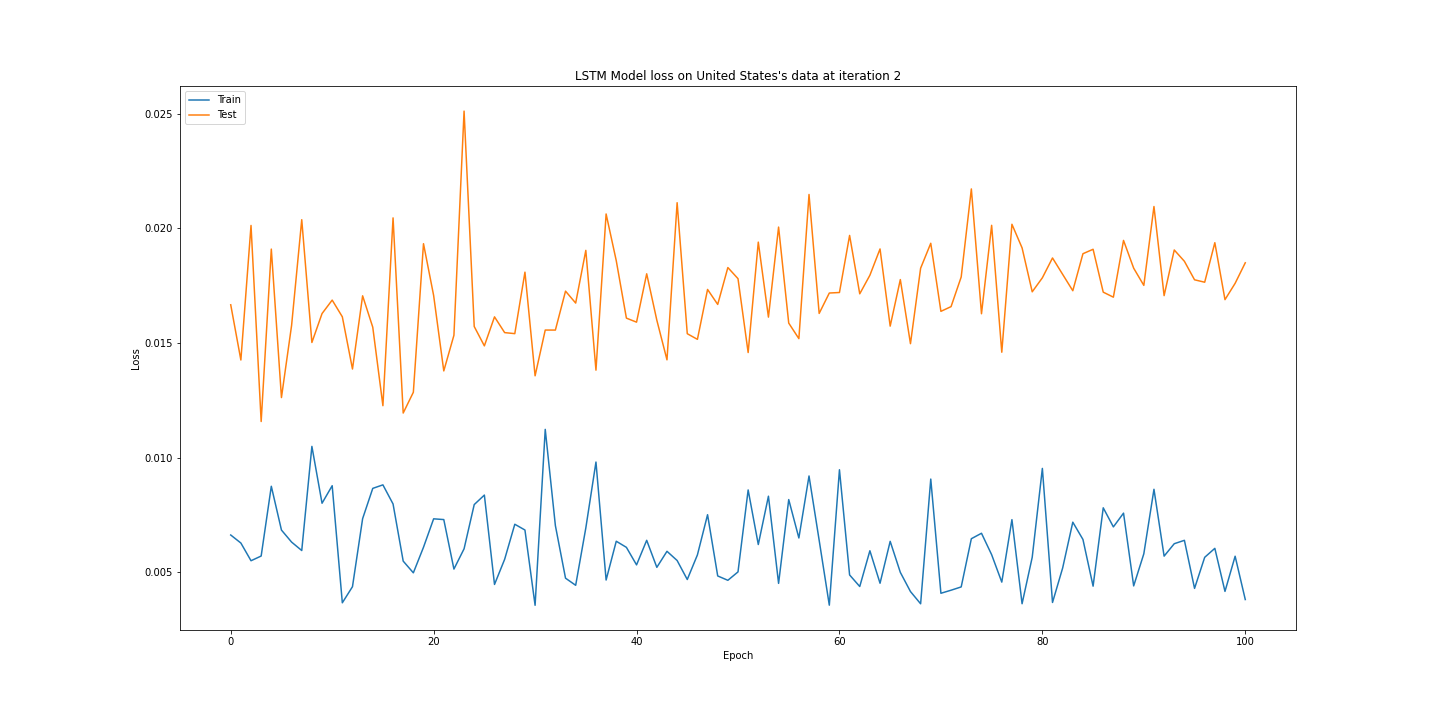 LSTM Model loss on United States's data at iteration 2
Train
Test
0.025
0.020
0.015
0.010
0.005
Loss
0 20 40 60 80 100
Epoch